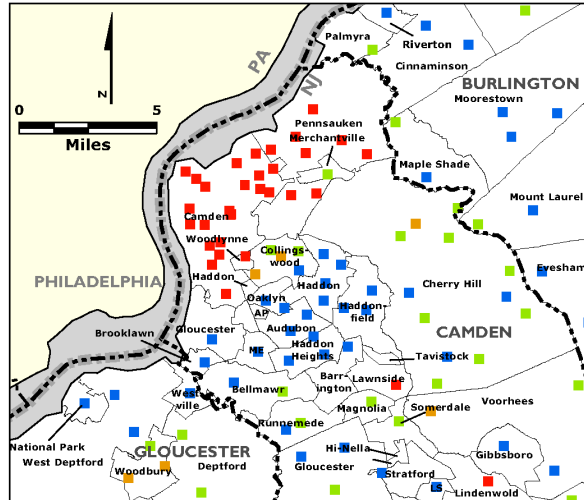 Palmyra
Riverton
Cinnaminson
PA
NJ
BURLINGTON
Moorestown
Z
0
5
Miles
Pennsauken
Merchantville
Maple Shade
Mount Laurel
Camden
Woodlynne
Collings-
wood
Haddon
Haddon
PHILADELPHIA
Evesham
Cherry Hill
Oaklyn
AP
Haddon-
field
Brooklawn
Gloucester
Audubon
CAMDEN
ME
Haddon
Heights
Tavistock
West-
ville
Bellmawr
Barr-
ington
Lawnside
Voorhees
Magnolia
Somerdale
Runnemede
National Park
West Deptford
GLOUCESTER
Hi-Nella
Gibbsboro
Woodbury
Deptford
Gloucester
Stratford
LS
Lindenwold